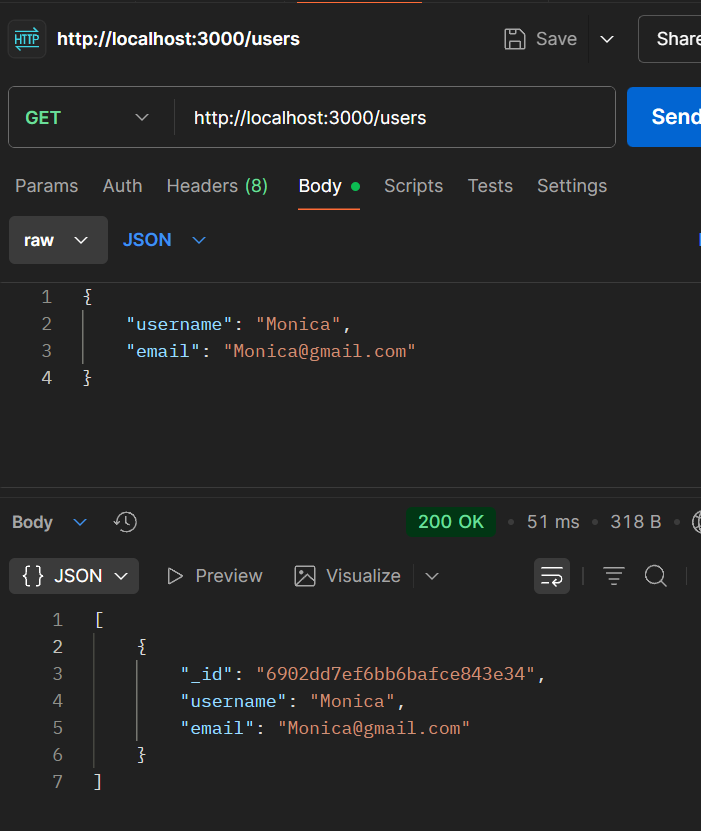 HTTP http://localhost:3000/users Save Share
GET http://localhost:3000/users Send
Params Auth Headers (8) Body Scripts Tests Settings
raw JSON
1 {
2 "username": "Monica",
3 "email": "Monica@gmail.com"
4 }
Body 200 OK • 51 ms • 318 B •
{} JSON Preview Visualize
1 [
2 {
3 "_id": "6902dd7ef6bb6bafce843e34",
4 "username": "Monica",
5 "email": "Monica@gmail.com"
6 }
7 ]